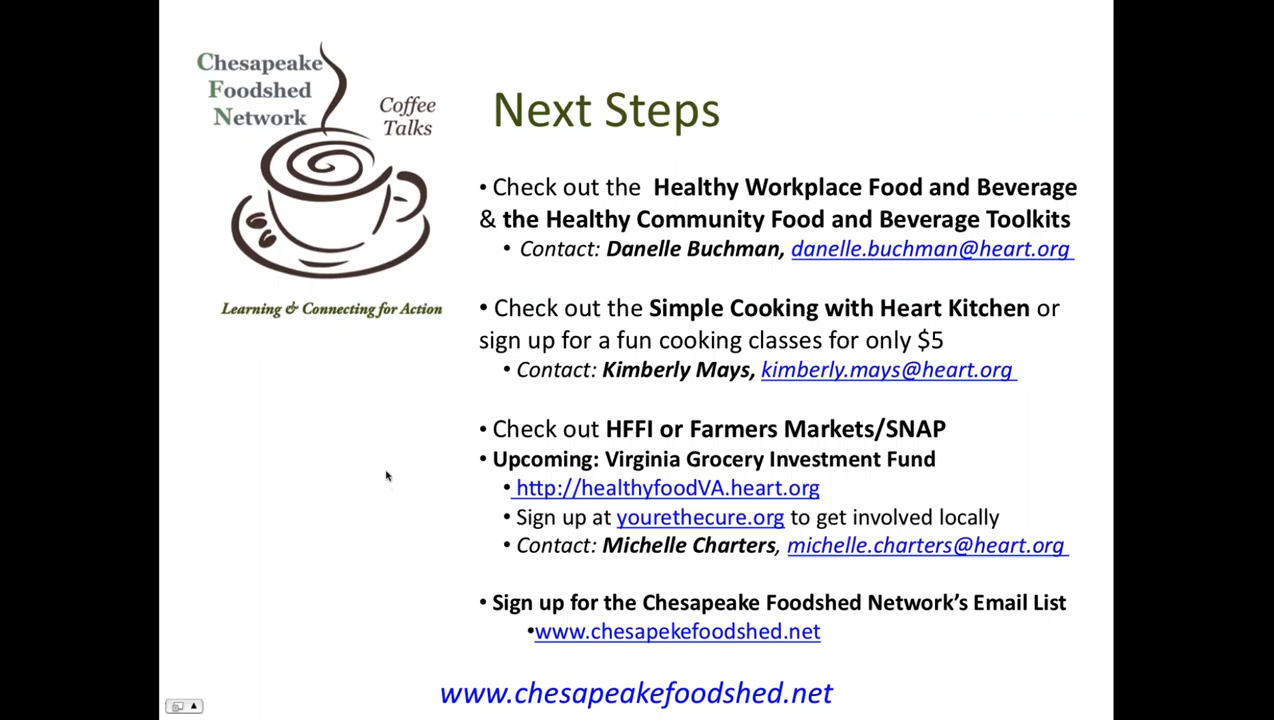 Chesapeake
Foodshed
Network
Coffee
Talks
Learning & Connecting for Action
Next Steps
• Check out the Healthy Workplace Food and Beverage
& the Healthy Community Food and Beverage Toolkits
• Contact: Danelle Buchman, danelle.buchman@heart.org
• Check out the Simple Cooking with Heart Kitchen or
sign up for a fun cooking classes for only $5
• Contact: Kimberly Mays, kimberly.mays@heart.org
• Check out HFFI or Farmers Markets/SNAP
• Upcoming: Virginia Grocery Investment Fund
• http://healthyfoodVA.heart.org
• Sign up at yourethecure.org to get involved locally
• Contact: Michelle Charters, michelle.charters@heart.org
• Sign up for the Chesapeake Foodshed Network’s Email List
•www.chesapekefoodshed.net
www.chesapeakefoodshed.net